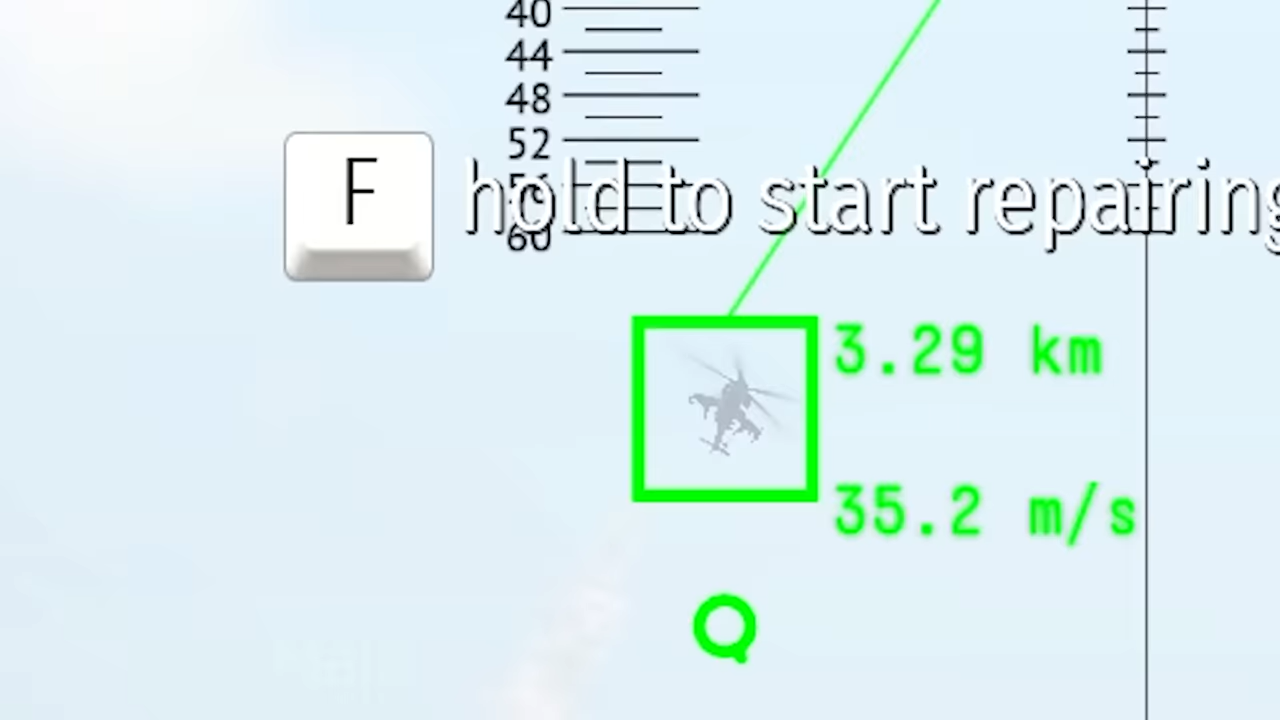 40
44
48
52
F hold to start repairing
60
3.29 km
35.2 m/s
Q